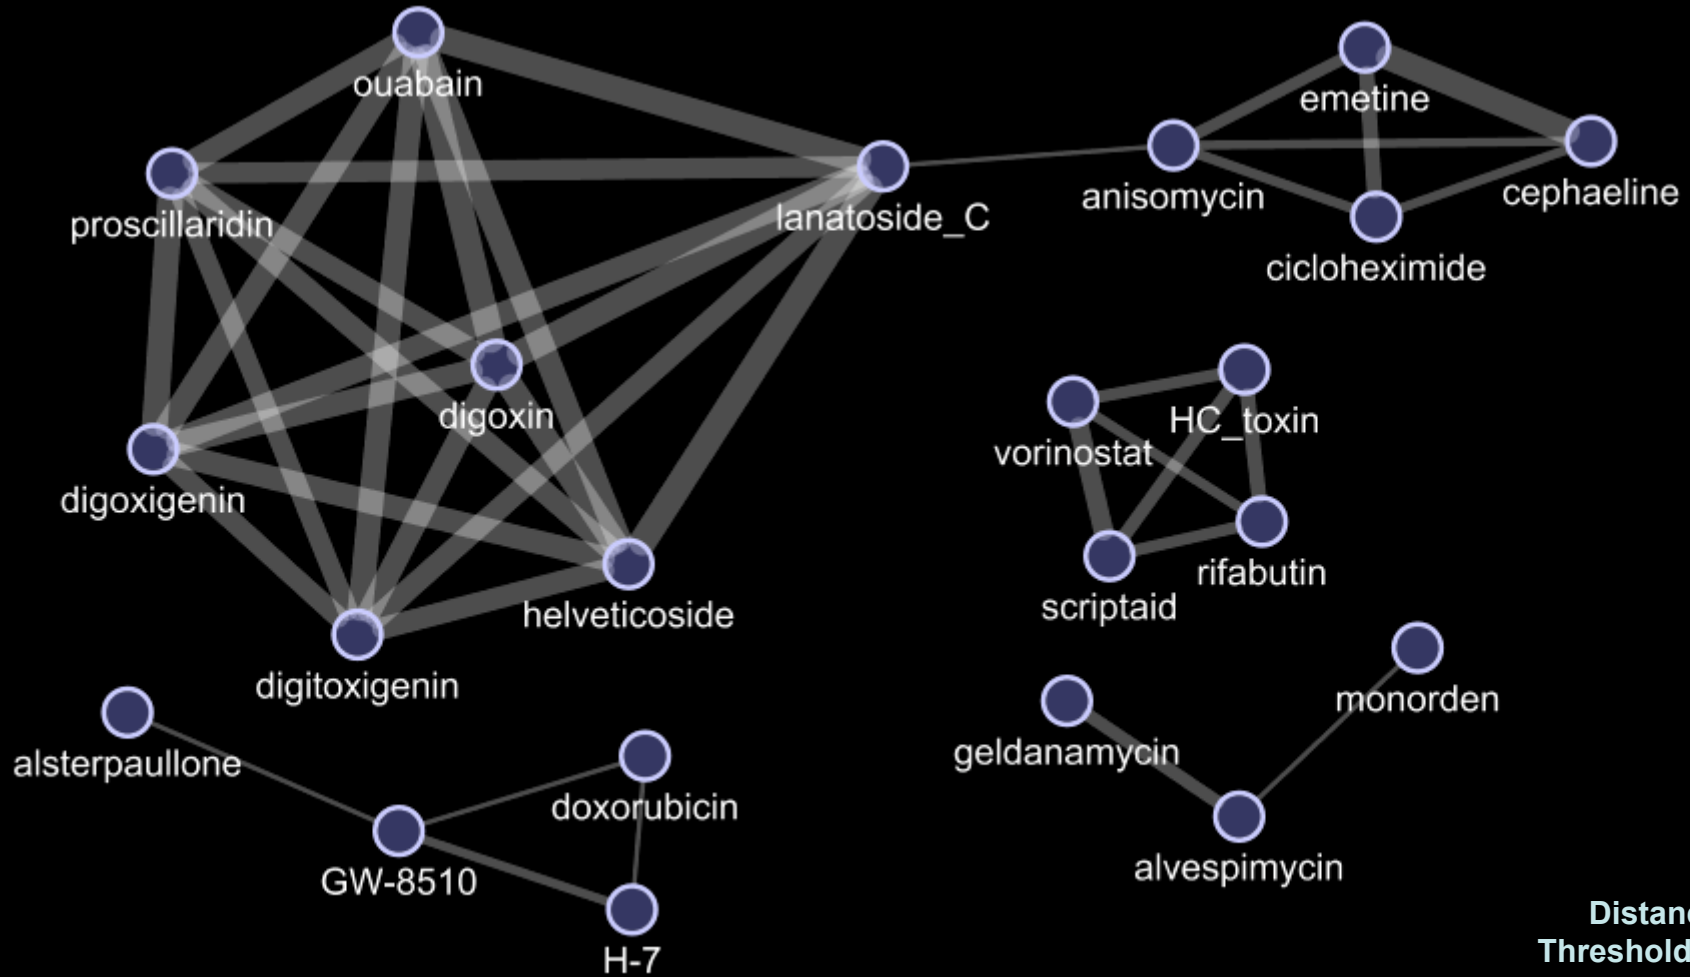 ouabain
emetine
anisomycin
cephaeline
proscillaridin
lanatoside_C
cicloheximide
digoxin
HC_toxin
vorinostat
digoxigenin
rifabutin
scriptaid
helveticoside
digitoxigenin
monorden
geldanamycin
alsterpaullone
doxorubicin
alvespimycin
GW-8510
H-7
Threshold